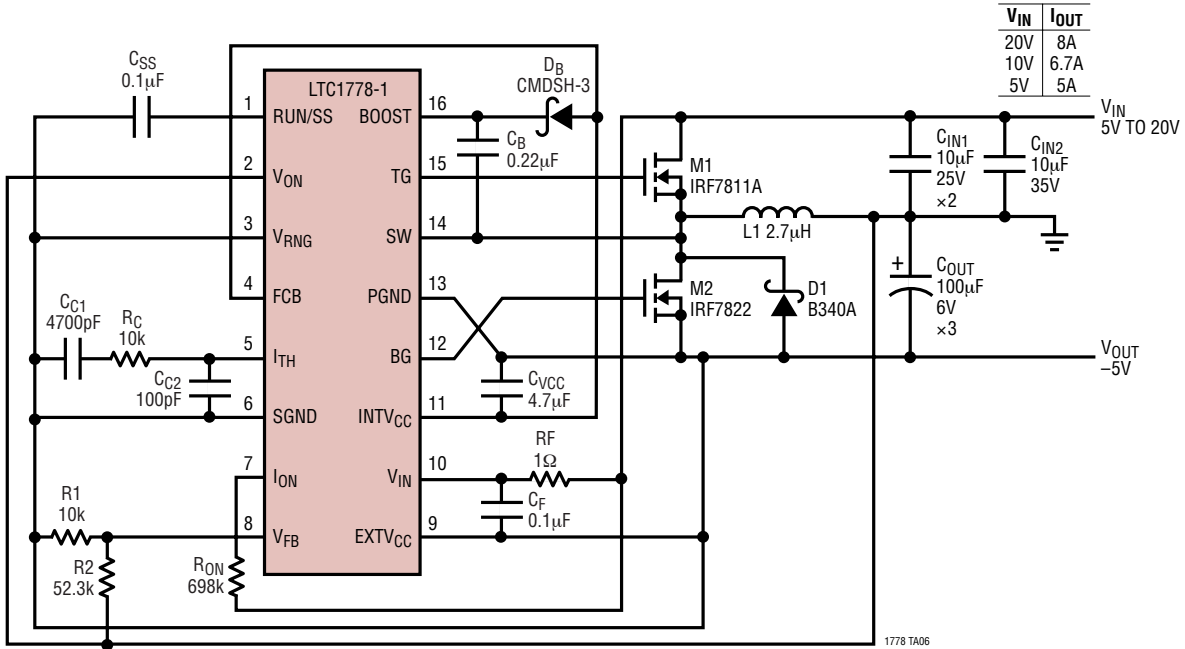 VIN IOUT
20V 8A
10V 6.7A
5V 5A
VIN
5V TO 20V
CSS
0.1µF
DB
CMDSH-3
LTC1778-1
1 RUN/SS BOOST 16
CB
0.22µF
CIN1
10µF
25V
×2
CIN2
10µF
35V
2 VON TG 15
M1
IRF7811A
3 VRNG SW 14
L1 2.7µH
4 FCB PGND 13
M2
IRF7822
D1
B340A
+
COUT
100µF
6V
×3
CC1
4700pF
RC
10k
5 ITH BG 12
VOUT
–5V
CC2
100pF
CVCC
4.7µF
6 SGND INTVCC 11
RF
1Ω
7 ION VIN 10
CF
0.1µF
R1
10k
8 VFB EXTVCC 9
R2
52.3k
RON
698k
1778 TA06